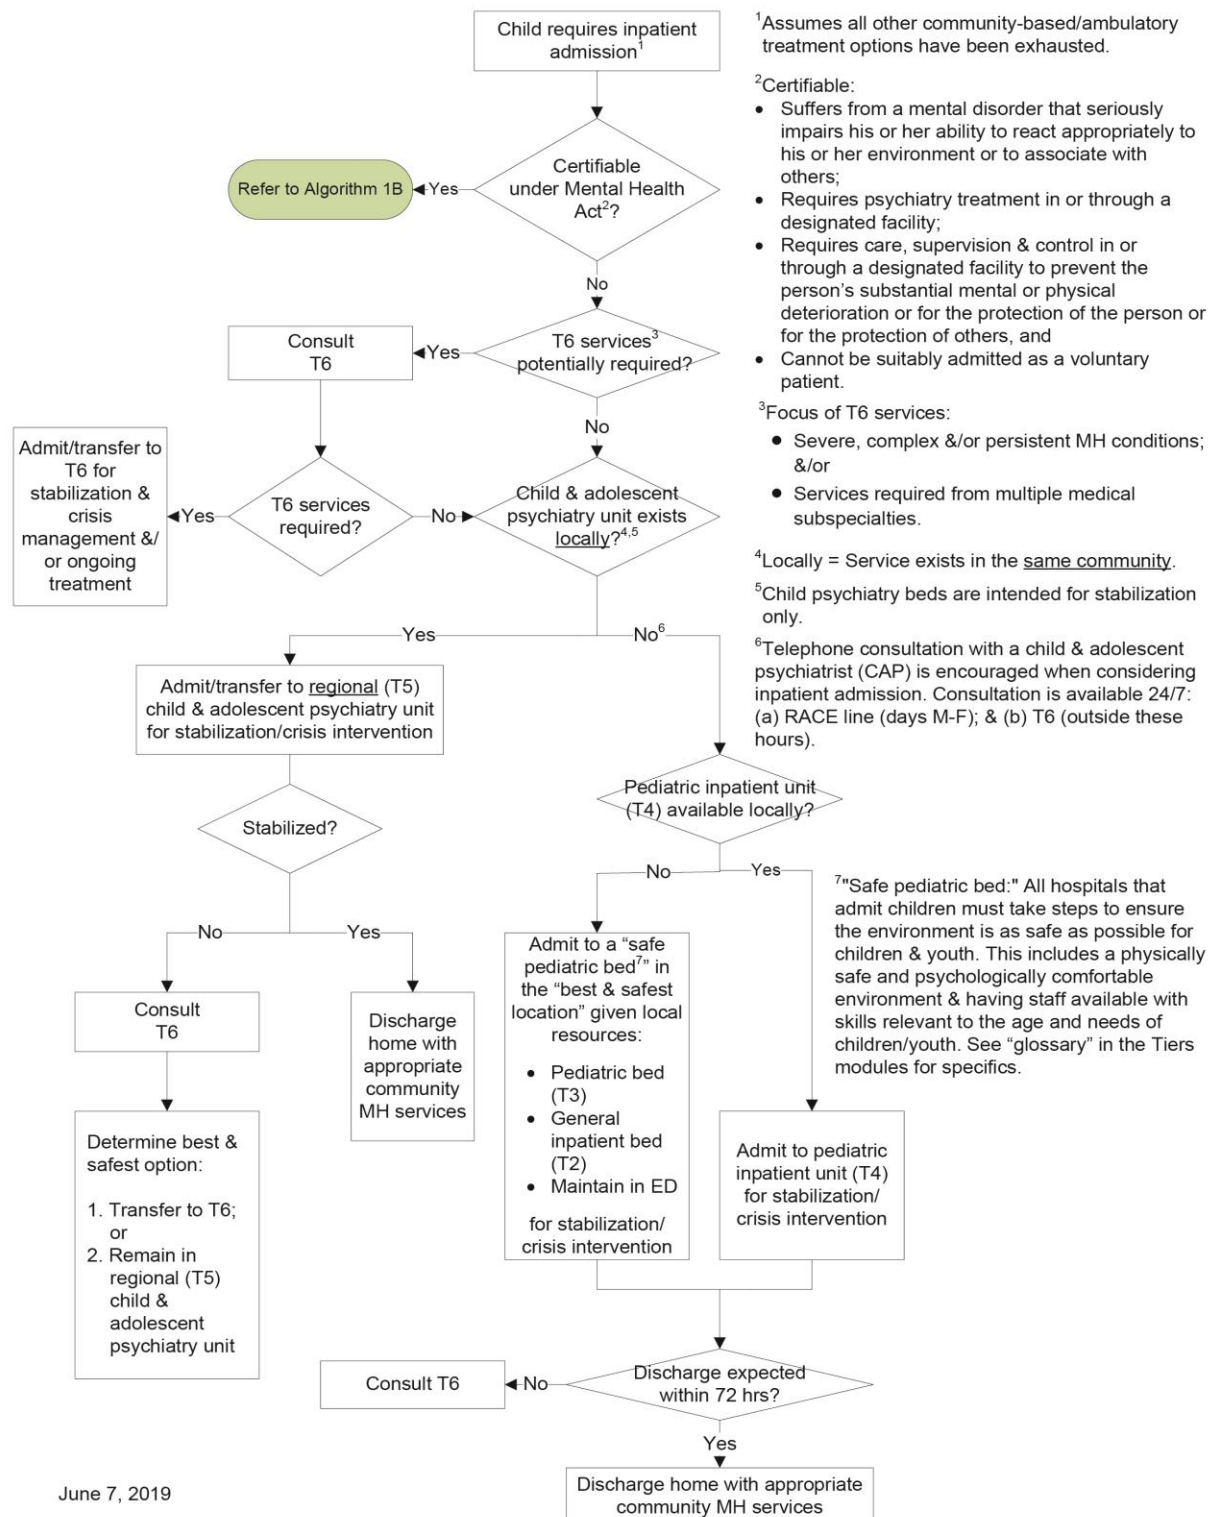 Child requires inpatient
admission1
1Assumes all other community-based/ambulatory
treatment options have been exhausted.
2Certifiable:
• Suffers from a mental disorder that seriously
impairs his or her ability to react appropriately to
his or her environment or to associate with
others;
• Requires psychiatry treatment in or through a
designated facility;
• Requires care, supervision & control in or
through a designated facility to prevent the
person's substantial mental or physical
deterioration or for the protection of the person or
for the protection of others, and
• Cannot be suitably admitted as a voluntary
patient.
3Focus of T6 services:
• Severe, complex &/or persistent MH conditions;
&/or
• Services required from multiple medical
subspecialties.
4Locally = Service exists in the same community.
5Child psychiatry beds are intended for stabilization
only.
6Telephone consultation with a child & adolescent
psychiatrist (CAP) is encouraged when considering
inpatient admission. Consultation is available 24/7:
(a) RACE line (days M-F); & (b) T6 (outside these
hours).
Certifiable
under Mental Health
Act2?
Yes
Refer to Algorithm 1B
No
T6 services3
potentially required?
Yes
Consult
T6
No
T6 services
required?
Yes
Admit/transfer to
T6 for
stabilization &
crisis
management &/
or ongoing
treatment
No
Child & adolescent
psychiatry unit exists
locally?4,5
Yes
No6
Admit/transfer to regional (T5)
child & adolescent psychiatry unit
for stabilization/crisis intervention
Stabilized?
No
Yes
Consult
T6
Discharge
home with
appropriate
community
MH services
Determine best &
safest option:
1. Transfer to T6;
or
2. Remain in
regional (T5)
child &
adolescent
psychiatry unit
Pediatric inpatient unit
(T4) available locally?
No
Yes
Admit to a “safe
pediatric bed7” in
the “best & safest
location” given local
resources:
• Pediatric bed
(T3)
• General
inpatient bed
(T2)
• Maintain in ED
for stabilization/
crisis intervention
7"Safe pediatric bed:" All hospitals that
admit children must take steps to ensure
the environment is as safe as possible for
children & youth. This includes a physically
safe and psychologically comfortable
environment & having staff available with
skills relevant to the age and needs of
children/youth. See “glossary” in the Tiers
modules for specifics.
Admit to pediatric
inpatient unit (T4)
for stabilization/
crisis intervention
Discharge expected
within 72 hrs?
No
Consult T6
Yes
Discharge home with appropriate
community MH services
June 7, 2019